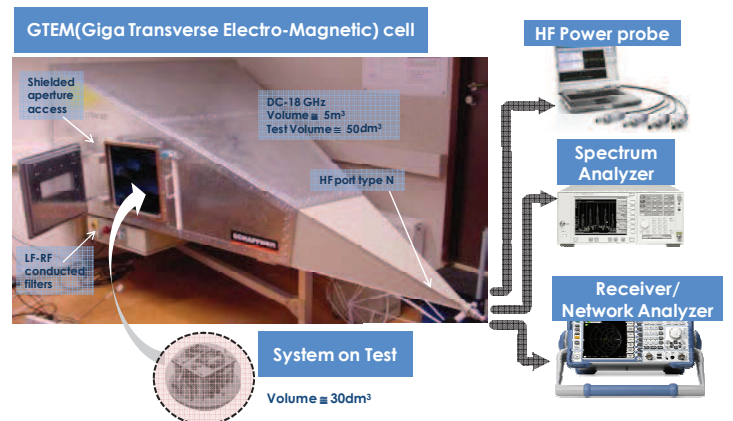 GTEM(Giga Transverse Electro-Magnetic) cell
HF Power probe
Shielded
aperture
access
DC-18 GHz
Volume ≅ 5m³
Test Volume ≅ 50dm³
HF port type N
LF-RF
conducted
filters
SCHAFFNER
Spectrum
Analyzer
Receiver/
Network Analyzer
System on Test
Volume ≅ 30dm³